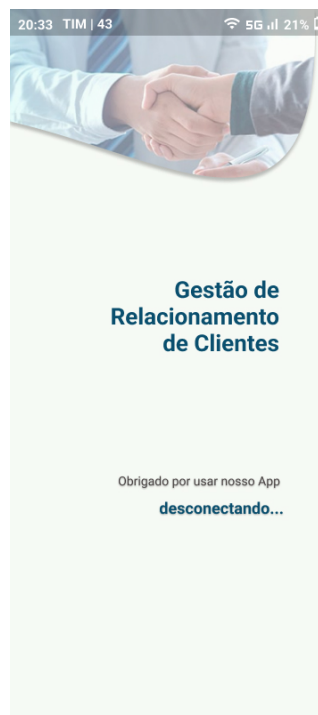 20:33 TIM | 43 5G 21%
Gestão de
Relacionamento
de Clientes
Obrigado por usar nosso App
desconectando...